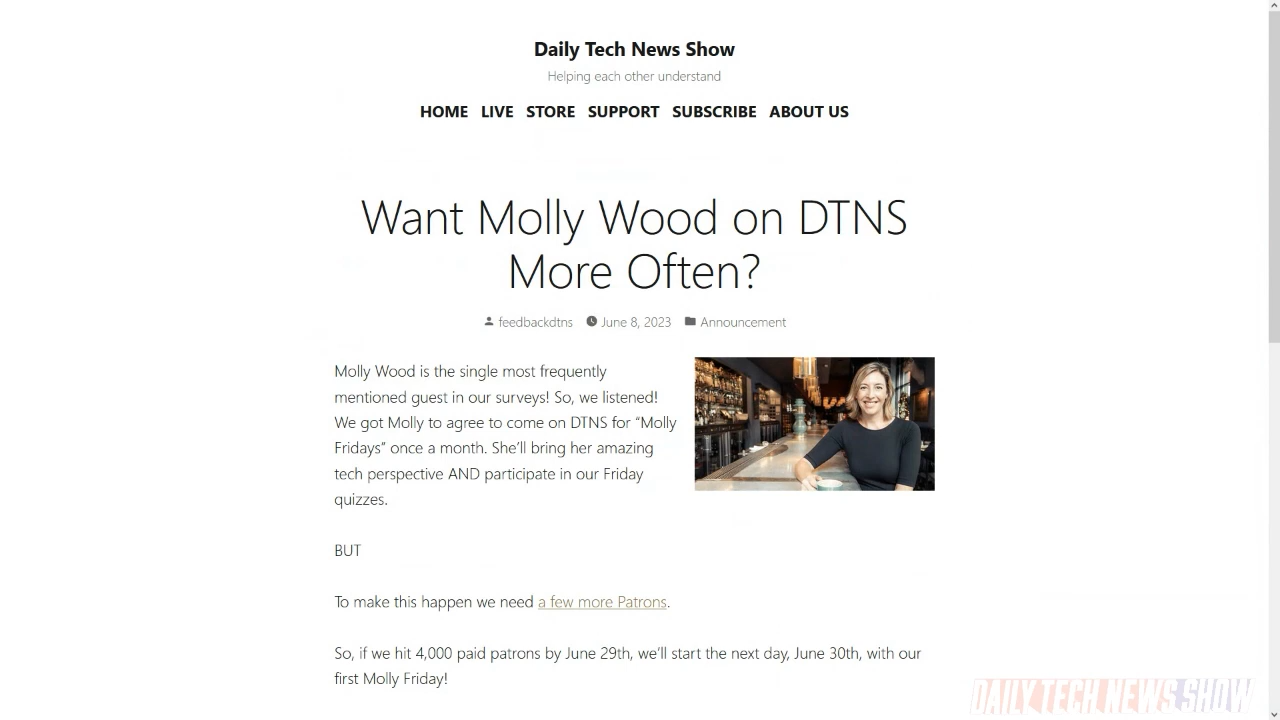 Daily Tech News Show
Helping each other understand
HOME LIVE STORE SUPPORT SUBSCRIBE ABOUT US
Want Molly Wood on DTNS
More Often?
feedbackdtns June 8, 2023 Announcement
Molly Wood is the single most frequently
mentioned guest in our surveys! So, we listened!
We got Molly to agree to come on DTNS for “Molly
Fridays” once a month. She’ll bring her amazing
tech perspective AND participate in our Friday
quizzes.
BUT
To make this happen we need a few more Patrons.
So, if we hit 4,000 paid patrons by June 29th, we’ll start the next day, June 30th, with our
first Molly Friday!
DAILY TECH NEWS SHOW